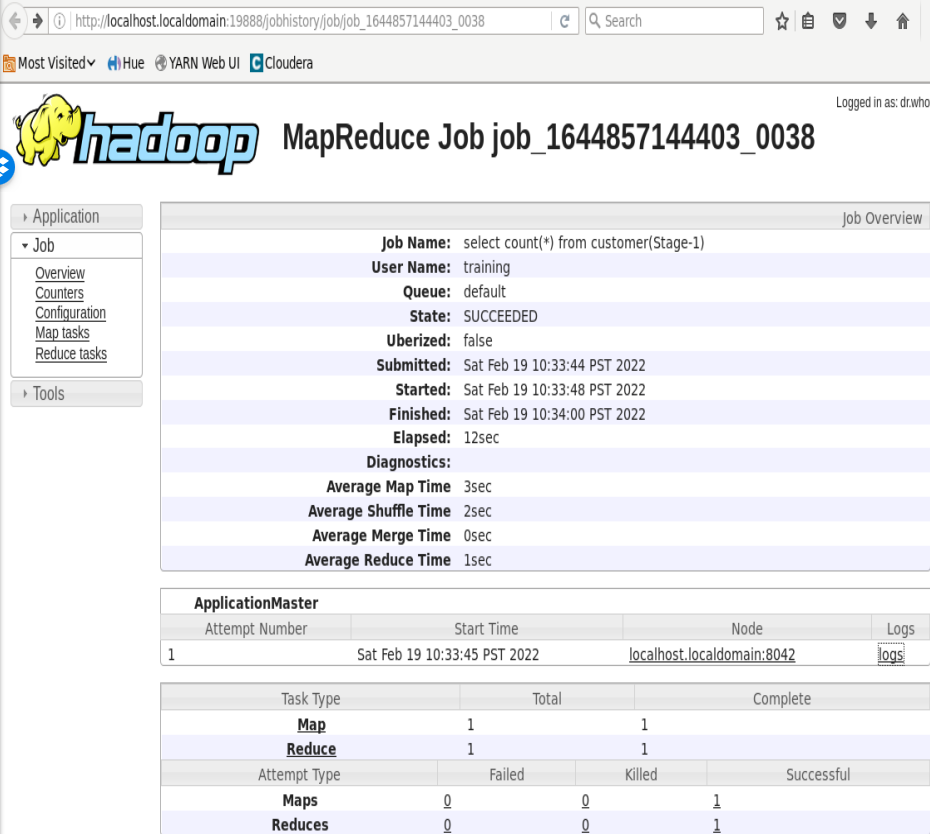 http://localhost.localdomain:19888/jobhistory/job/job_1644857144403_0038
Search
Most Visited
Hue
YARN Web UI
Cloudera
Logged in as: dr.who
hadoop
MapReduce Job job_1644857144403_0038
Application
Job
Overview
Counters
Configuration
Map tasks
Reduce tasks
Tools
Job Overview
Job Name: select count(*) from customer(Stage-1)
User Name: training
Queue: default
State: SUCCEEDED
Uberized: false
Submitted: Sat Feb 19 10:33:44 PST 2022
Started: Sat Feb 19 10:33:48 PST 2022
Finished: Sat Feb 19 10:34:00 PST 2022
Elapsed: 12sec
Diagnostics:
Average Map Time 3sec
Average Shuffle Time 2sec
Average Merge Time 0sec
Average Reduce Time 1sec
ApplicationMaster
Attempt Number Start Time Node Logs
1 Sat Feb 19 10:33:45 PST 2022 localhost.localdomain:8042 logs
Task Type Total Complete
Map 1 1
Reduce 1 1
Attempt Type Failed Killed Successful
Maps 0 0 1
Reduces 0 0 1